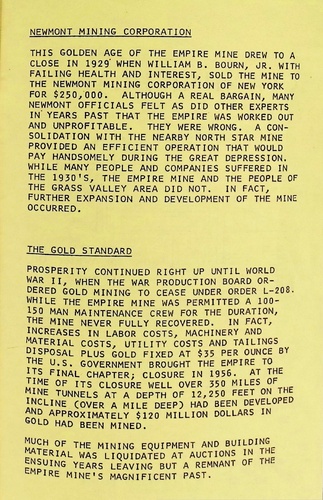 NEWMONT MINING CORPORATION
THIS GOLDEN AGE OF THE EMPIRE MINE DREW TO A
CLOSE IN 1929 WHEN WILLIAM B. BOURN, JR. WITH
FAILING HEALTH AND INTEREST, SOLD THE MINE TO
THE NEWMONT MINING CORPORATION OF NEW YORK
FOR $250,000. ALTHOUGH A REAL BARGAIN, MANY
NEWMONT OFFICIALS FELT AS DID OTHER EXPERTS
IN YEARS PAST THAT THE EMPIRE WAS WORKED OUT
AND UNPROFITABLE. THEY WERE WRONG. A CON-
SOLIDATION WITH THE NEARBY NORTH STAR MINE
PROVIDED AN EFFICIENT OPERATION THAT WOULD
PAY HANDSOMELY DURING THE GREAT DEPRESSION.
WHILE MANY PEOPLE AND COMPANIES SUFFERED IN
THE 1930'S, THE EMPIRE MINE AND THE PEOPLE OF
THE GRASS VALLEY AREA DID NOT. IN FACT,
FURTHER EXPANSION AND DEVELOPMENT OF THE MINE
OCCURRED.
THE GOLD STANDARD
PROSPERITY CONTINUED RIGHT UP UNTIL WORLD
WAR II, WHEN THE WAR PRODUCTION BOARD OR-
DERED GOLD MINING TO CEASE UNDER ORDER L-208.
WHILE THE EMPIRE MINE WAS PERMITTED A 100-
150 MAN MAINTENANCE CREW FOR THE DURATION,
THE MINE NEVER FULLY RECOVERED. IN FACT,
INCREASES IN LABOR COSTS, MACHINERY AND
MATERIAL COSTS, UTILITY COSTS AND TAILINGS
DISPOSAL PLUS GOLD FIXED AT $35 PER OUNCE BY
THE U.S. GOVERNMENT BROUGHT THE EMPIRE TO
ITS FINAL CHAPTER; CLOSURE IN 1956. AT THE
TIME OF ITS CLOSURE WELL OVER 350 MILES OF
MINE TUNNELS AT A DEPTH OF 12,250 FEET ON THE
INCLINE (OVER A MILE DEEP) HAD BEEN DEVELOPED
AND APPROXIMATELY $120 MILLION DOLLARS IN
GOLD HAD BEEN MINED.
MUCH OF THE MINING EQUIPMENT AND BUILDING
MATERIAL WAS LIQUIDATED AT AUCTIONS IN THE
ENSUING YEARS LEAVING BUT A REMNANT OF THE
EMPIRE MINE'S MAGNIFICENT PAST.